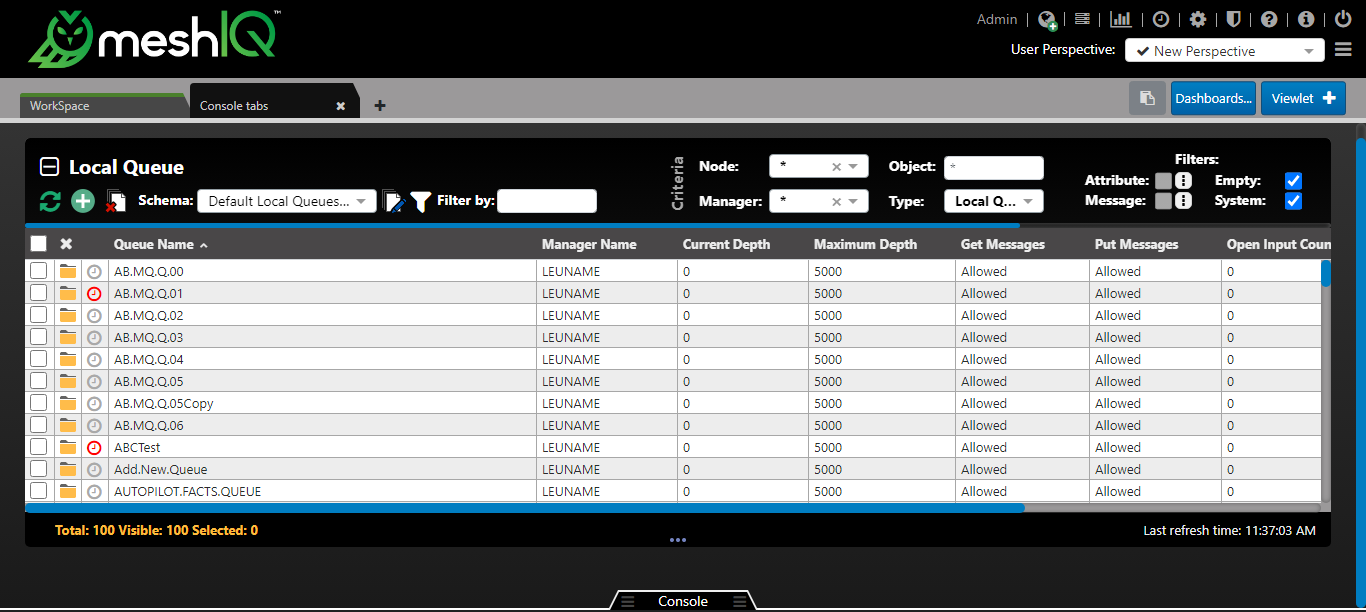 meshIQ™
Admin
User Perspective: New Perspective
WorkSpace
Console tabs
Dashboards...
Viewlet
Local Queue
Schema: Default Local Queues...
Filter by:
Criteria
Node: *
Object: *
Manager: *
Type: Local Q...
Filters:
Attribute:
Empty:
Message:
System:
Queue Name Manager Name Current Depth Maximum Depth Get Messages Put Messages Open Input Coun
AB.MQ.Q.00 LEUNAME 0 5000 Allowed Allowed 0
AB.MQ.Q.01 LEUNAME 0 5000 Allowed Allowed 0
AB.MQ.Q.02 LEUNAME 0 5000 Allowed Allowed 0
AB.MQ.Q.03 LEUNAME 0 5000 Allowed Allowed 0
AB.MQ.Q.04 LEUNAME 0 5000 Allowed Allowed 0
AB.MQ.Q.05 LEUNAME 0 5000 Allowed Allowed 0
AB.MQ.Q.05Copy LEUNAME 0 5000 Allowed Allowed 0
AB.MQ.Q.06 LEUNAME 0 5000 Allowed Allowed 0
ABCTest LEUNAME 0 5000 Allowed Allowed 0
Add.New.Queue LEUNAME 0 5000 Allowed Allowed 0
AUTOPILOT.FACTS.QUEUE LEUNAME 0 5000 Allowed Allowed 0
Total: 100 Visible: 100 Selected: 0
Last refresh time: 11:37:03 AM
Console